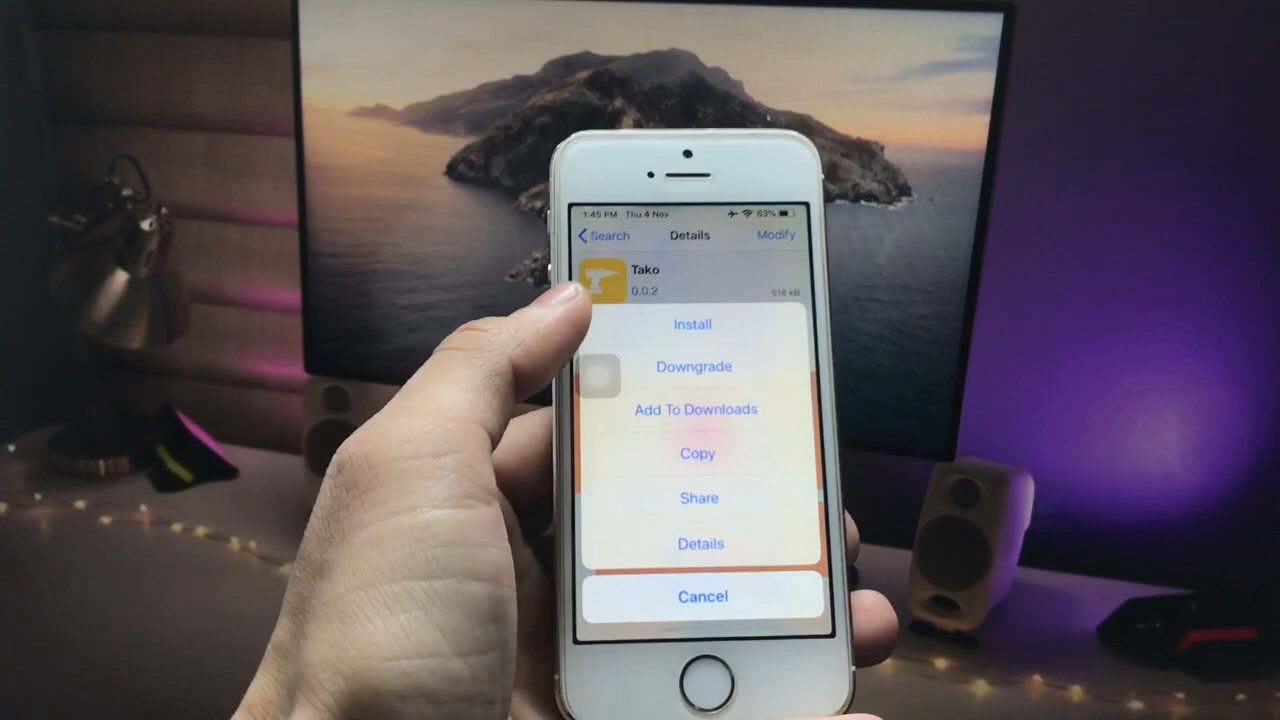 1:45 PM Thu 4 Nov 63%
Search Details Modify
Tako
0.0.2 516 kB
Install
Downgrade
Add To Downloads
Copy
Share
Details
Cancel